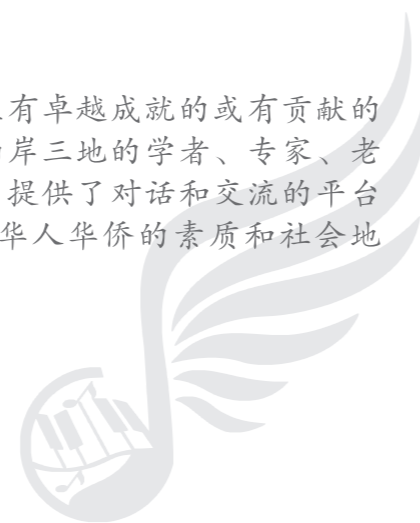 有卓越成就的或有贡献的
岸三地的学者、专家、老
提供了对话和交流的平台
华人华侨的素质和社会地